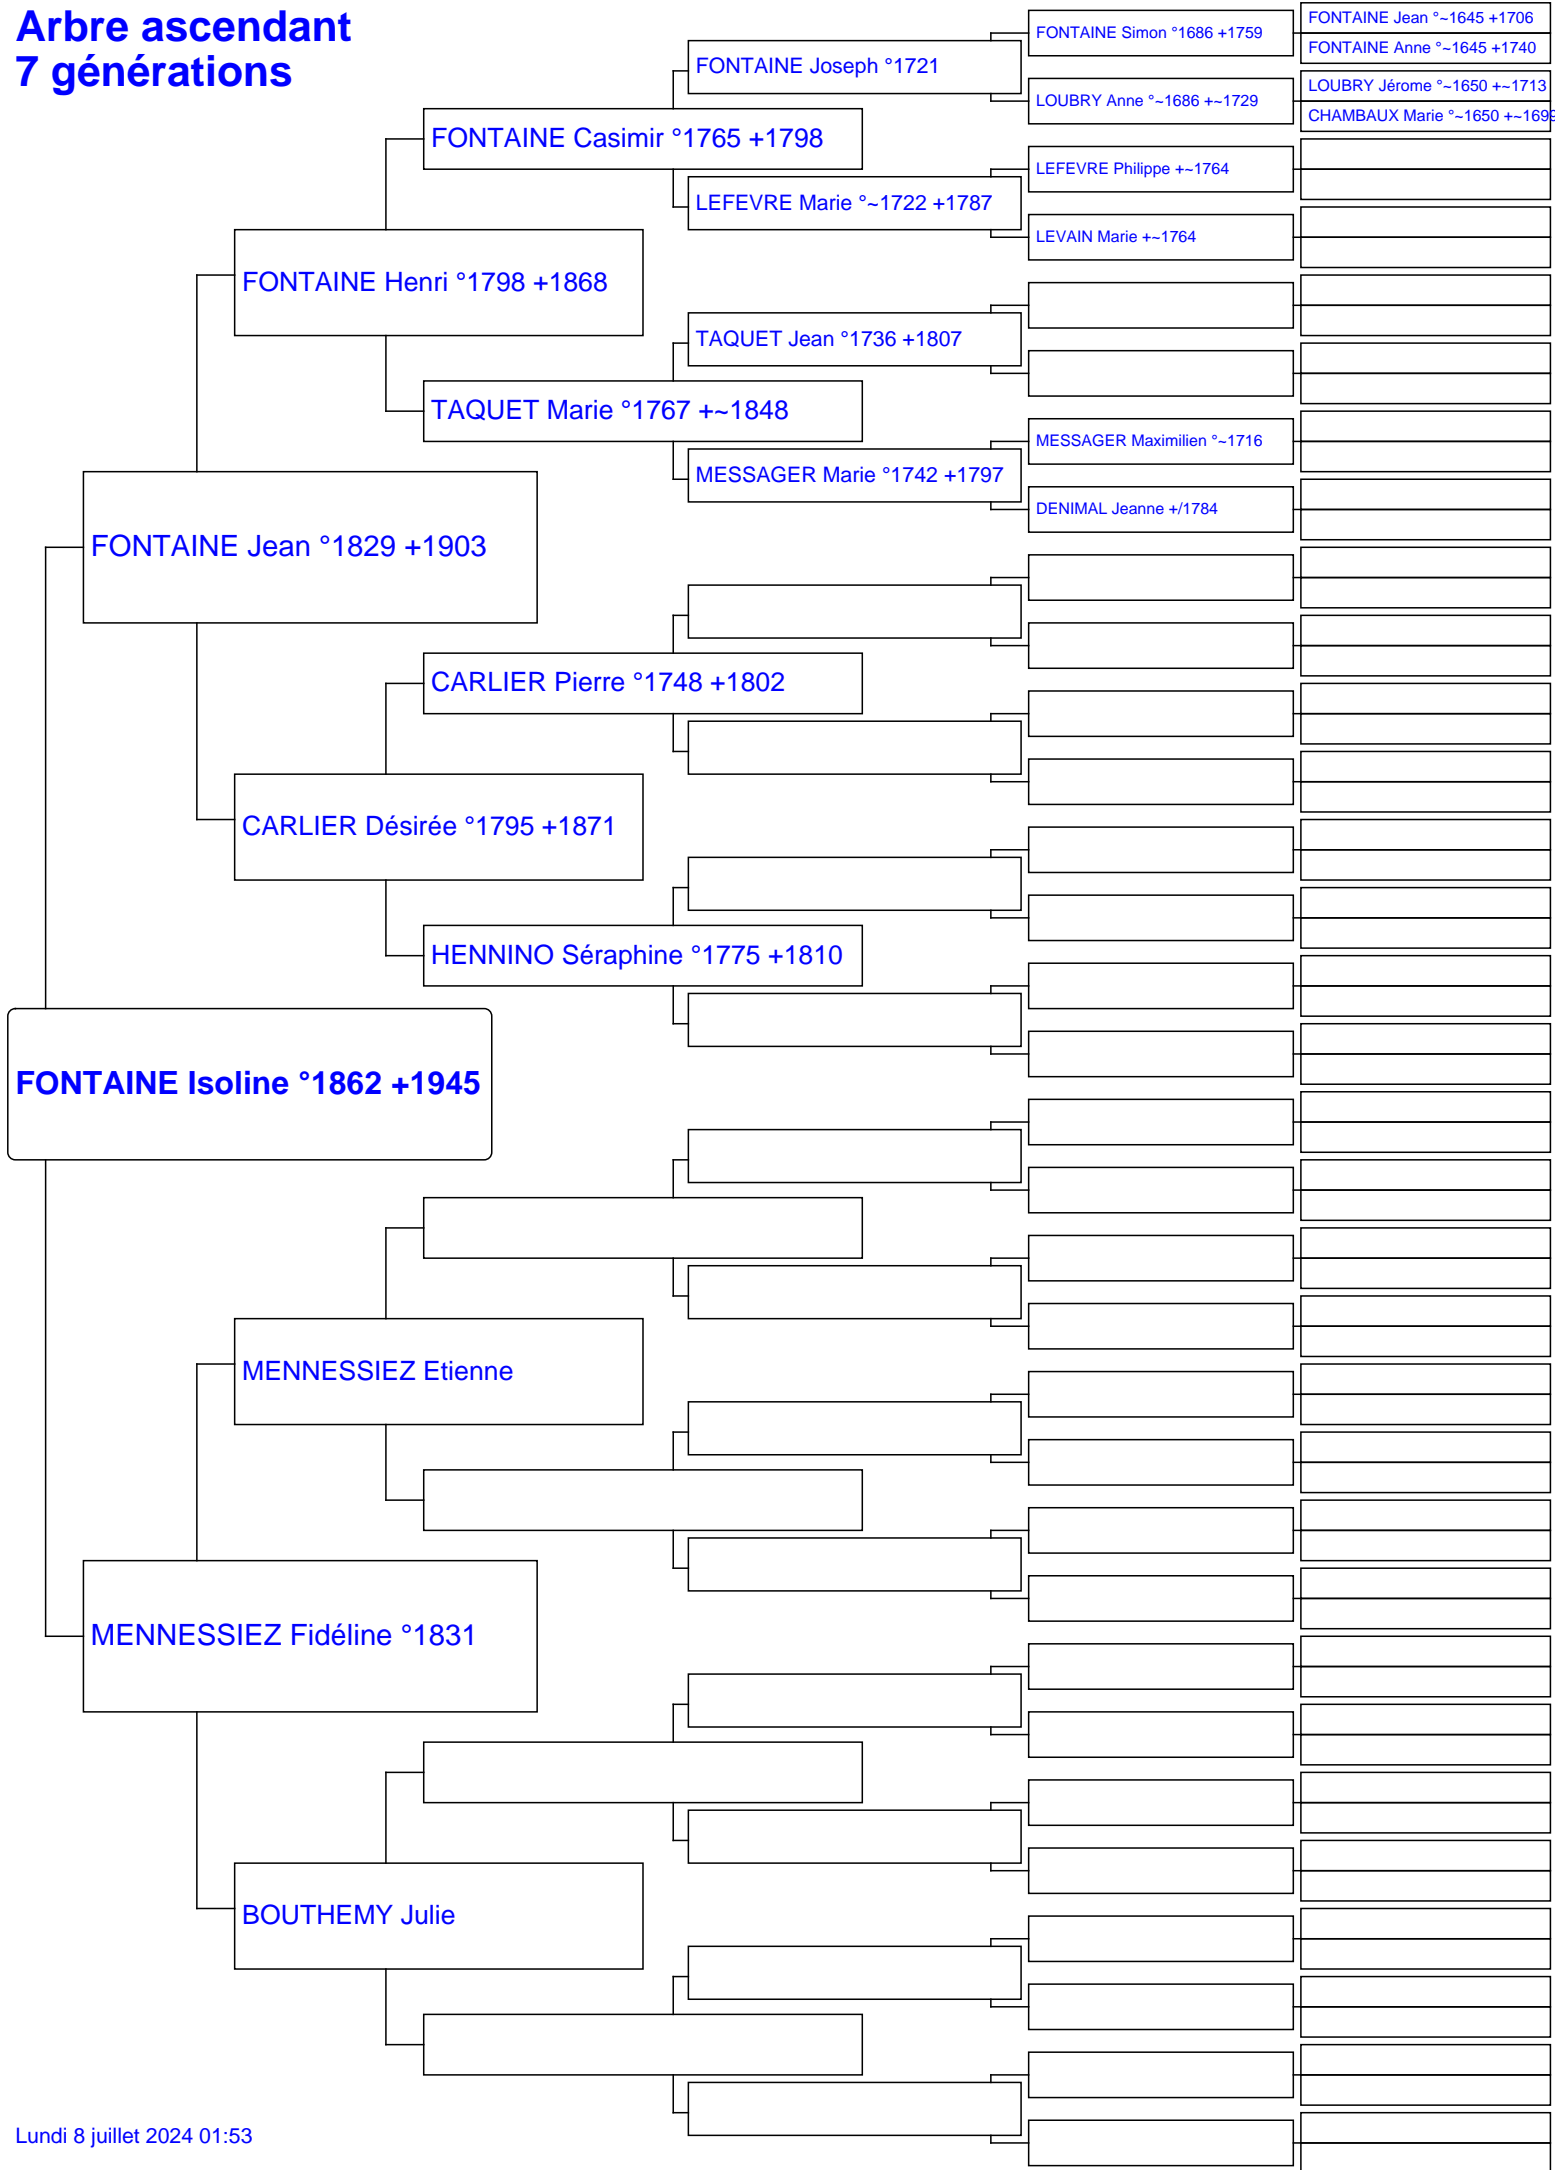 Arbre ascendant
7 générations
FONTAINE Jean °~1645 +1706
FONTAINE Simon °1686 +1759
FONTAINE Anne °~1645 +1740
FONTAINE Joseph °1721
LOUBRY Jérome °~1650 +~1713
LOUBRY Anne °~1686 +~1729
CHAMBAUX Marie °~1650 +~1699
FONTAINE Casimir °1765 +1798
LEFEVRE Philippe +~1764
LEFEVRE Marie °~1722 +1787
LEVAIN Marie +~1764
FONTAINE Henri °1798 +1868
TAQUET Jean °1736 +1807
TAQUET Marie °1767 +~1848
MESSAGER Maximilien °~1716
MESSAGER Marie °1742 +1797
DENIMAL Jeanne +/1784
FONTAINE Jean °1829 +1903
CARLIER Pierre °1748 +1802
CARLIER Désirée °1795 +1871
HENNINO Séraphine °1775 +1810
FONTAINE Isoline °1862 +1945
MENNESSIEZ Etienne
MENNESSIEZ Fidéline °1831
BOUTHEMY Julie
Lundi 8 juillet 2024 01:53